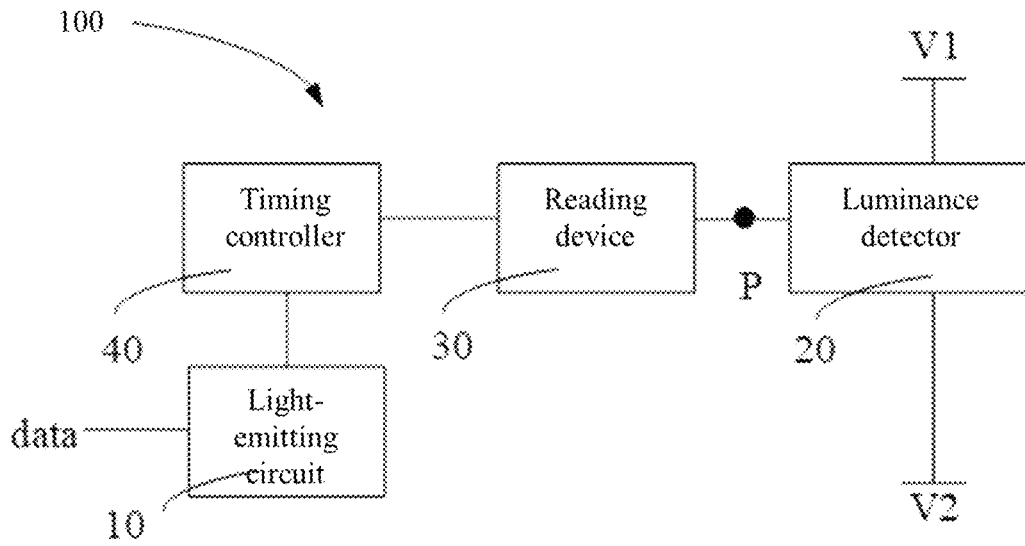 100
V1
Timing
controller
Reading
device
Luminance
detector
P
40
30
20
data
Light-
emitting
circuit
10
V2